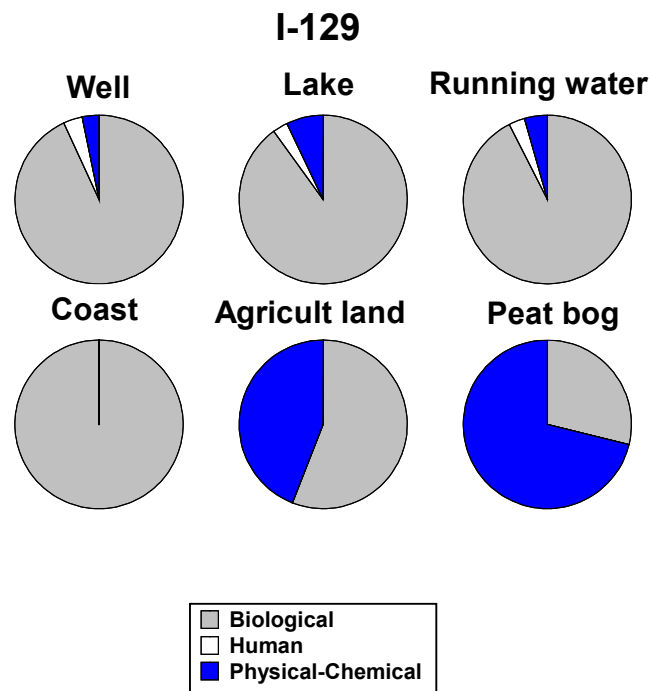 I-129
Well
Lake
Running water
Coast
Agricult land
Peat bog
Biological
Human
Physical-Chemical